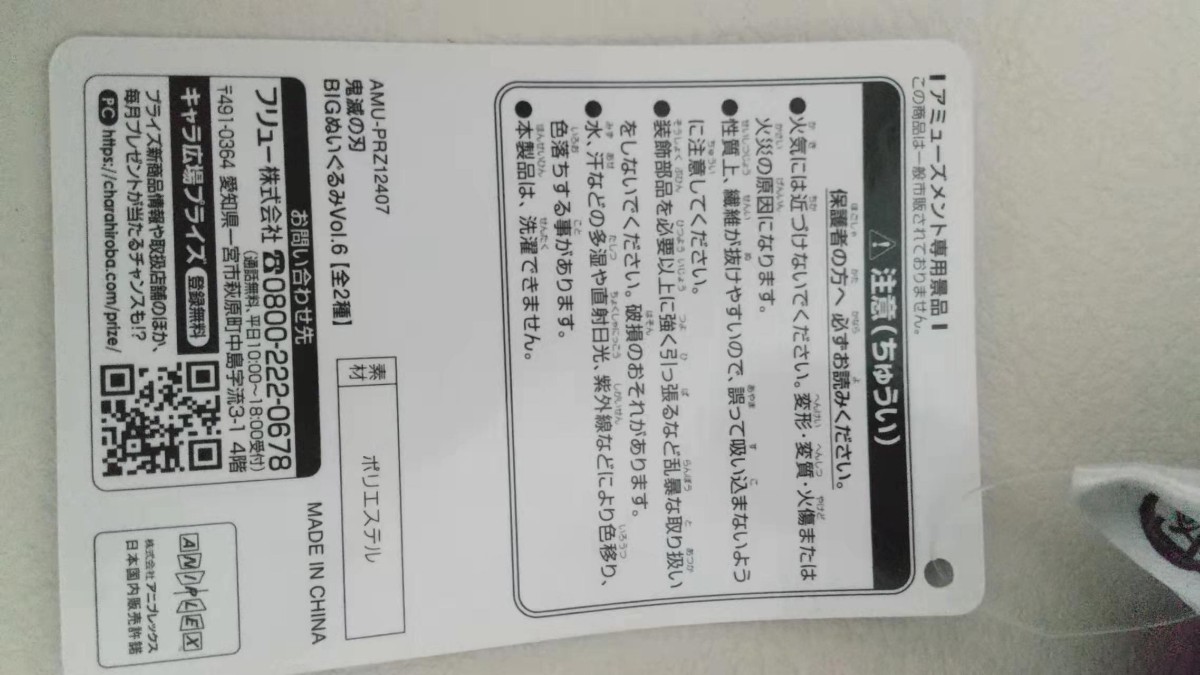 アミューズメント専用景品
この商品は一般市販されておりません。
注意(ちゅうい)
保護者の方へ 必ずお読みください。
●火気には近づけないでください。変形・変質・火傷または
火災の原因になります。
●性質上、繊維が抜けやすいので、誤って吸い込まないよう
に注意してください。
●装飾部品を必要以上に強く引っ張るなど乱暴な取り扱い
をしないでください。破損のおそれがあります。
●水、汗などの多湿や直射日光、紫外線などにより色移り、
色落ちする事があります。
●本製品は、洗濯できません。
AMU-PRZ12407
鬼滅の刃
BIGぬいぐるみVol.6【全2種】
素材
ポリエステル
MADE IN CHINA
お問い合わせ先
フリュー株式会社 ☎0800-222-0678
(通話無料、平日10:00~18:00受付)
〒491-0364 愛知県一宮市萩原町中島字流3-1 4階
キャラ広場プライズ 登録無料
プライズ新商品情報や取扱店舗のほか、
毎月プレゼントが当たるチャンスも!?
PC https://charahiroba.com/prize/
ANIPLEX
株式会社アニプレックス
日本国内販売許諾